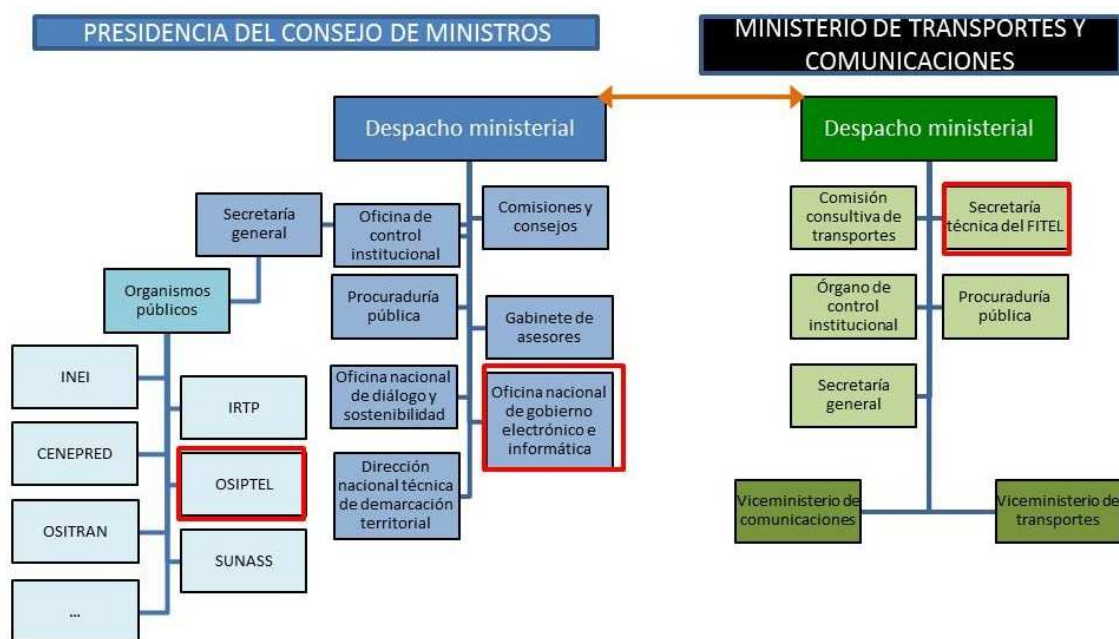 PRESIDENCIA DEL CONSEJO DE MINISTROS
MINISTERIO DE TRANSPORTES Y
COMUNICACIONES
Despacho ministerial
Despacho ministerial
Secretaría
general
Oficina de
control
institucional
Comisiones y
consejos
Organismos
públicos
Procuraduría
pública
Gabinete de
asesores
Oficina nacional
de diálogo y
sostenibilidad
Oficina nacional
de gobierno
electrónico e
informática
Dirección
nacional técnica
de demarcación
territorial
INEI
IRTP
CENEPRED
OSIPTEL
OSITRAN
SUNASS
...
Comisión
consultiva de
transportes
Secretaría
técnica del FITEL
Órgano de
control
institucional
Procuraduría
pública
Secretaría
general
Viceministerio de
comunicaciones
Viceministerio de
transportes